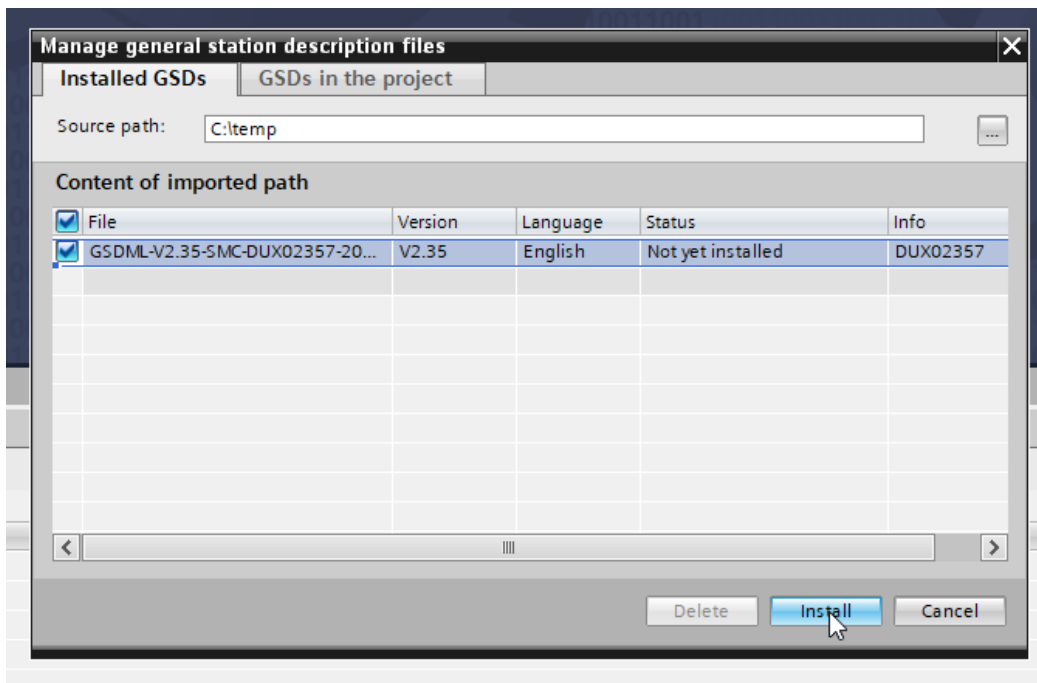 Manage general station description files
Installed GSDs GSDs in the project
Source path: C:\temp ...
Content of imported path
File Version Language Status Info
GSDML-V2.35-SMC-DUX02357-20... V2.35 English Not yet installed DUX02357
Delete Install Cancel